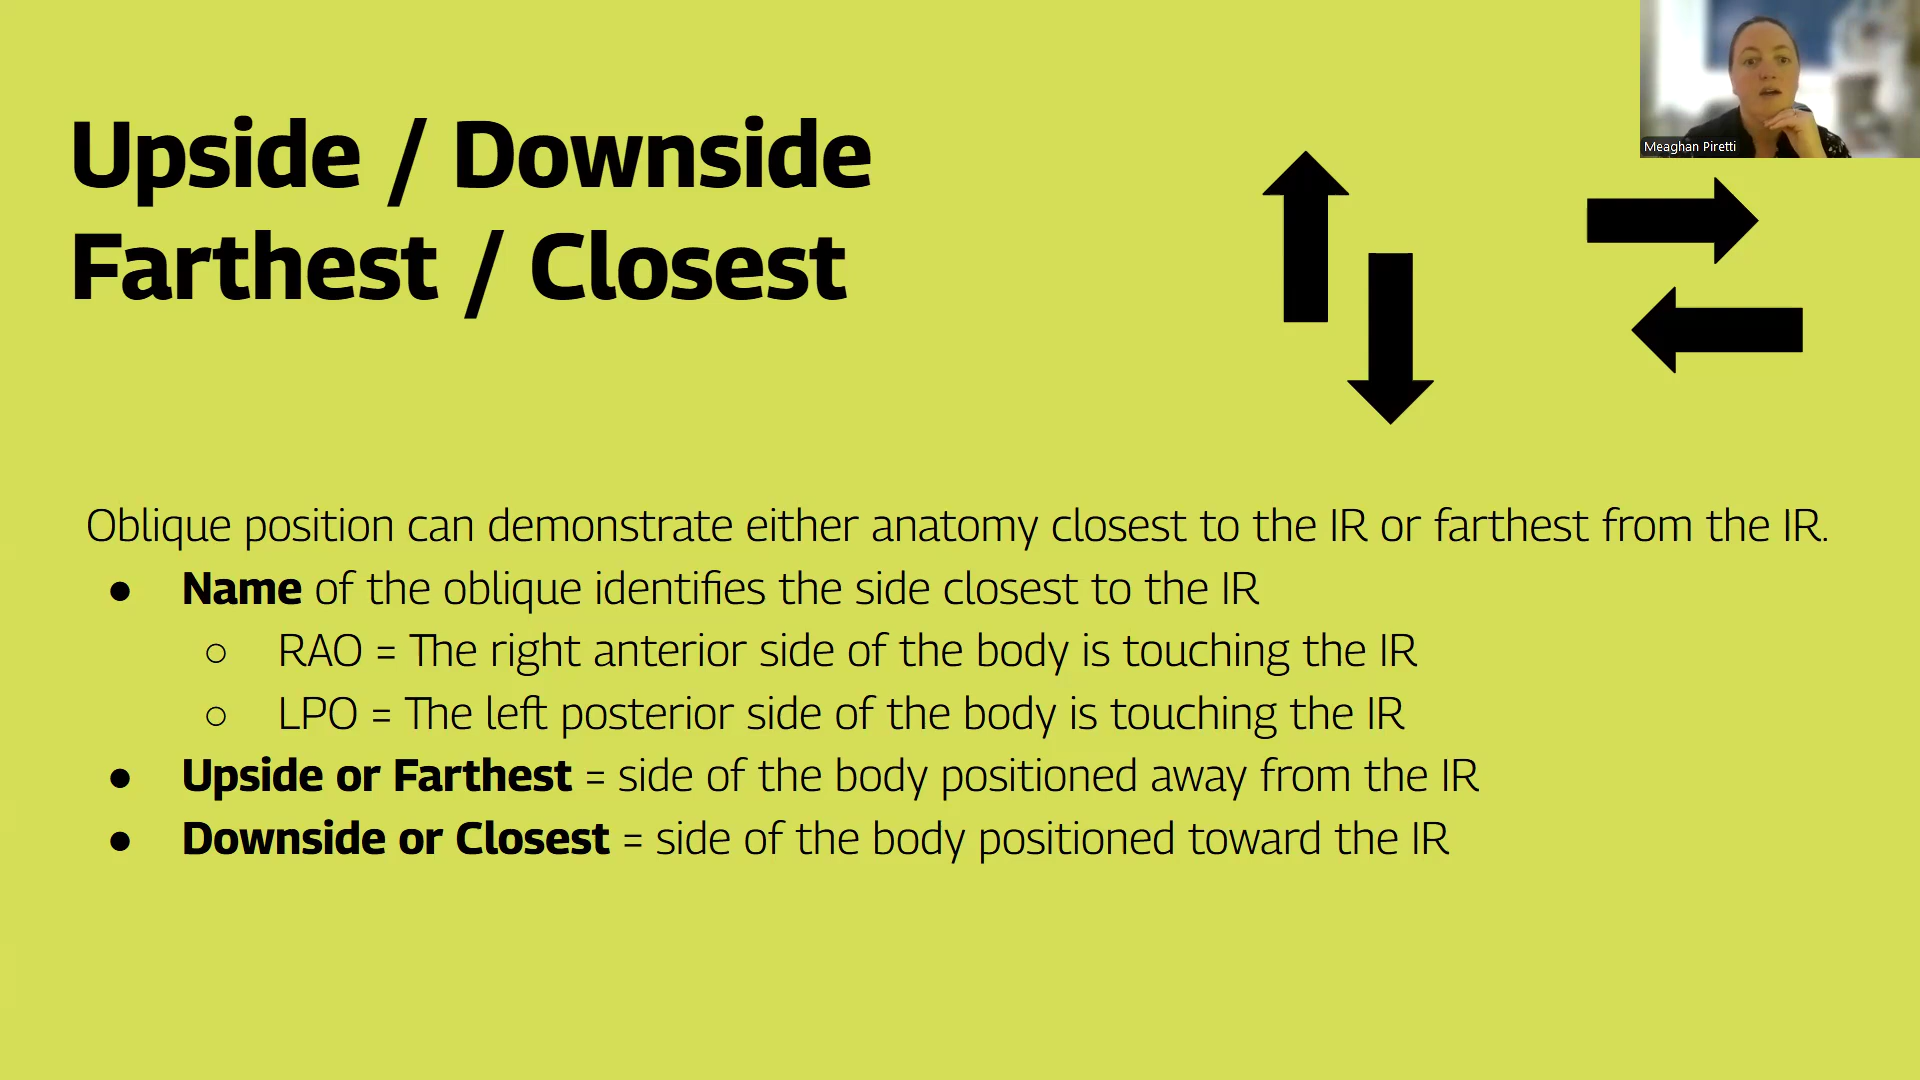 Meaghan Piretti
Upside / Downside
Farthest / Closest
Oblique position can demonstrate either anatomy closest to the IR or farthest from the IR.
● Name of the oblique identifies the side closest to the IR
○ RAO = The right anterior side of the body is touching the IR
○ LPO = The left posterior side of the body is touching the IR
● Upside or Farthest = side of the body positioned away from the IR
● Downside or Closest = side of the body positioned toward the IR